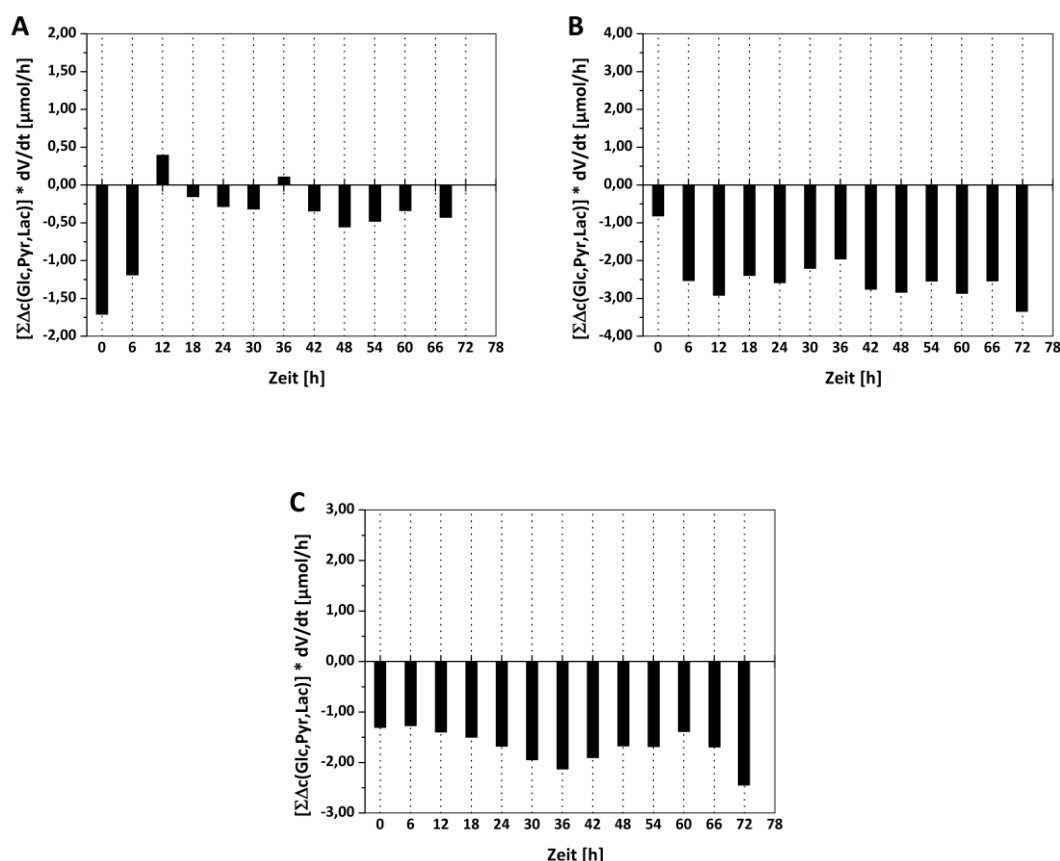 A
[ΣΔc(Glc,Pyr,Lac)] * dV/dt [µmol/h]
2,00
1,50
1,00
0,50
0,00
-0,50
-1,00
-1,50
-2,00
0 6 12 18 24 30 36 42 48 54 60 66 72 78
Zeit [h]
B
[ΣΔc(Glc,Pyr,Lac)] * dV/dt [µmol/h]
4,00
3,00
2,00
1,00
0,00
-1,00
-2,00
-3,00
-4,00
0 6 12 18 24 30 36 42 48 54 60 66 72 78
Zeit [h]
C
[ΣΔc(Glc,Pyr,Lac)] * dV/dt [µmol/h]
3,00
2,00
1,00
0,00
-1,00
-2,00
-3,00
0 6 12 18 24 30 36 42 48 54 60 66 72 78
Zeit [h]